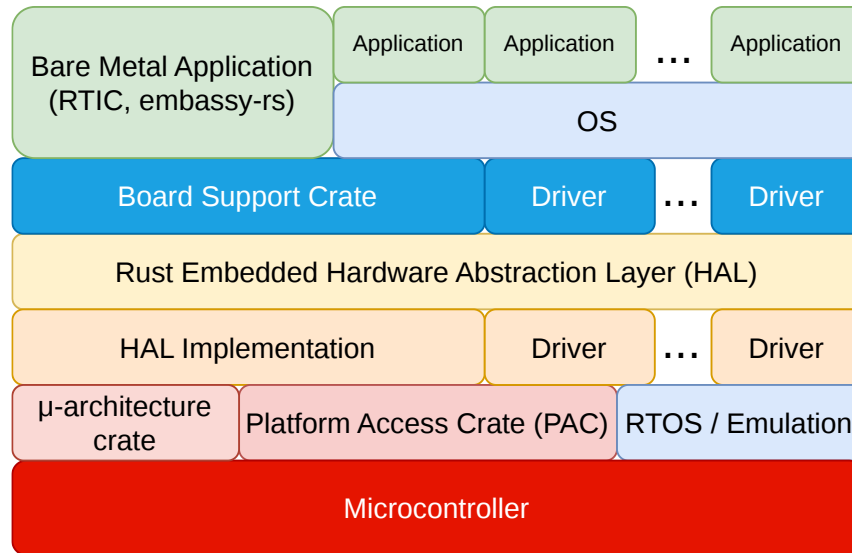 Bare Metal Application
(RTIC, embassy-rs)
Application
Application
...
Application
OS
Board Support Crate
Driver
...
Driver
Rust Embedded Hardware Abstraction Layer (HAL)
HAL Implementation
Driver
...
Driver
μ-architecture
crate
Platform Access Crate (PAC)
RTOS / Emulation
Microcontroller